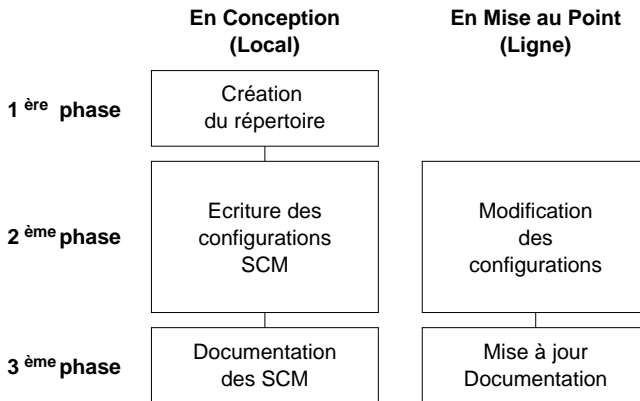 En Conception
(Local)
En Mise au Point
(Ligne)
1 ère phase
Création
du répertoire
2 ème phase
Ecriture des
configurations
SCM
Modification
des
configurations
3 ème phase
Documentation
des SCM
Mise à jour
Documentation